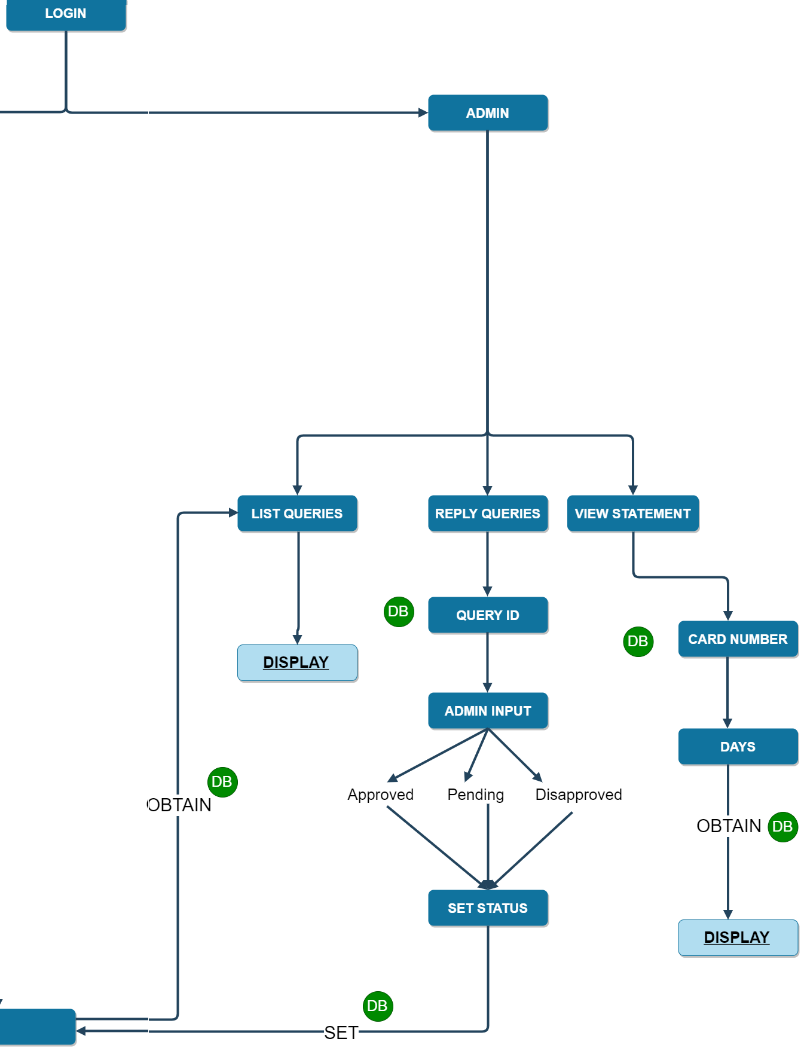 LOGIN
ADMIN
LIST QUERIES
REPLY QUERIES
VIEW STATEMENT
DB
QUERY ID
DB
CARD NUMBER
DISPLAY
ADMIN INPUT
DAYS
DB
OBTAIN
Approved
Pending
Disapproved
OBTAIN
DB
SET STATUS
DISPLAY
DB
SET